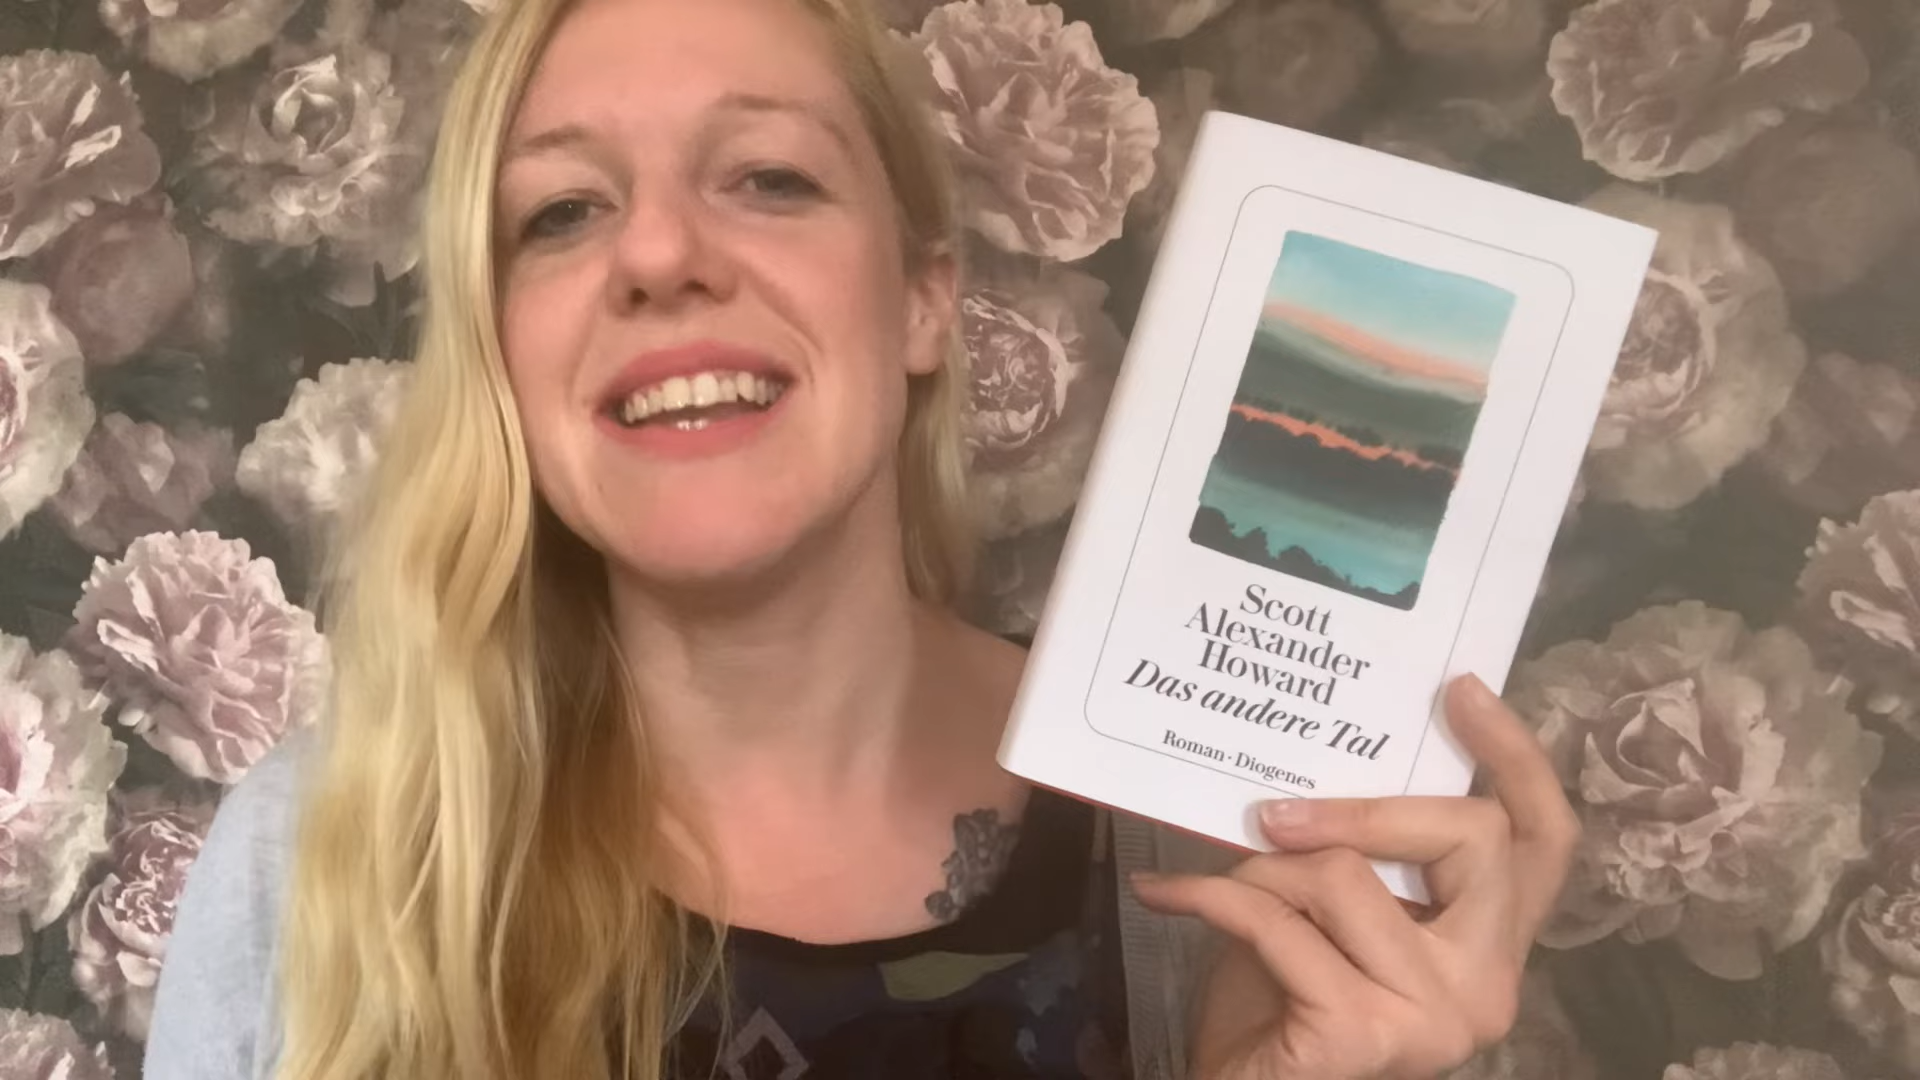 Scott
Alexander
Howard
Das andere Tal
Roman · Diogenes